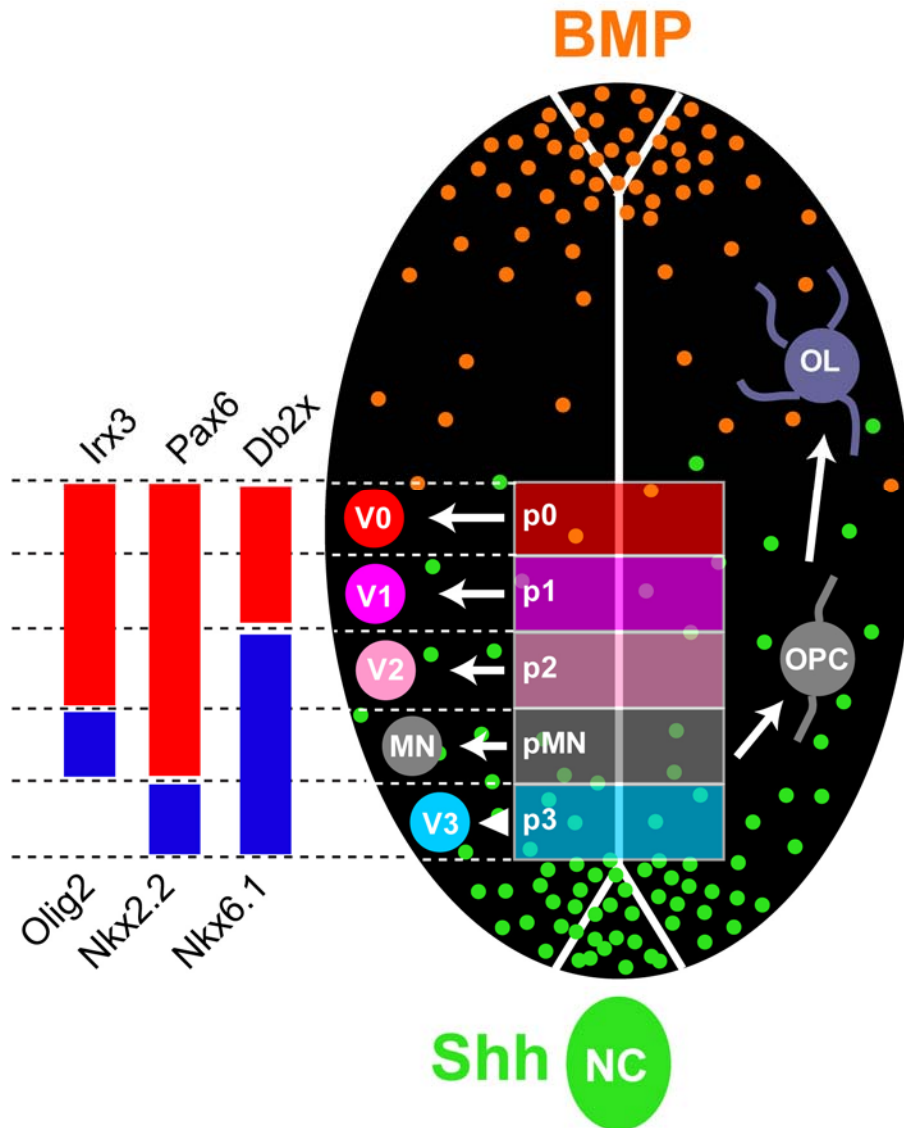 BMP
Irx3
Pax6
Db2x
OL
V0
p0
V1
p1
V2
p2
OPC
MN
pMN
V3
p3
Olig2
Nkx2.2
Nkx6.1
Shh
NC